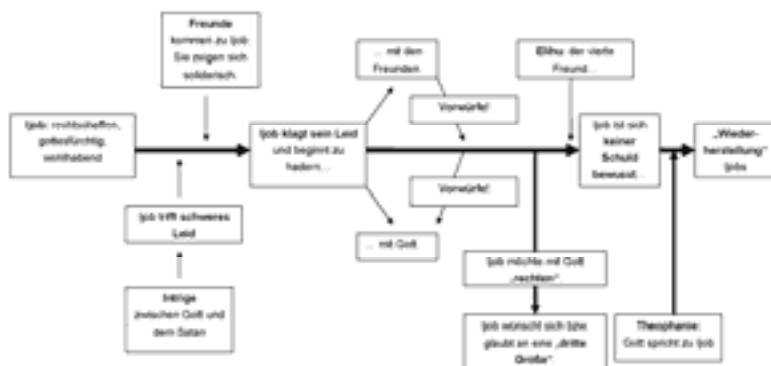 Freunde
kommen zu Ijob:
Sie zeigen sich
solidarisch.
... mit den
Freunden.
Elihu: der vierte
Freund...
Vorwürfe!
Ijob: rechtschaffen,
gottesfürchtig,
wohlhabend
Ijob klagt sein Leid
und beginnt zu
hadern...
Ijob ist sich
keiner
Schuld
bewusst...
„Wieder-
herstellung“
Ijobs
Vorwürfe!
Ijob trifft schweres
Leid
... mit Gott.
Ijob möchte mit Gott
„rechten“.
Intrige
zwischen Gott und
dem Satan
Ijob wünscht sich bzw.
glaubt an eine „dritte
Größe“.
Theophanie:
Gott spricht zu Ijob